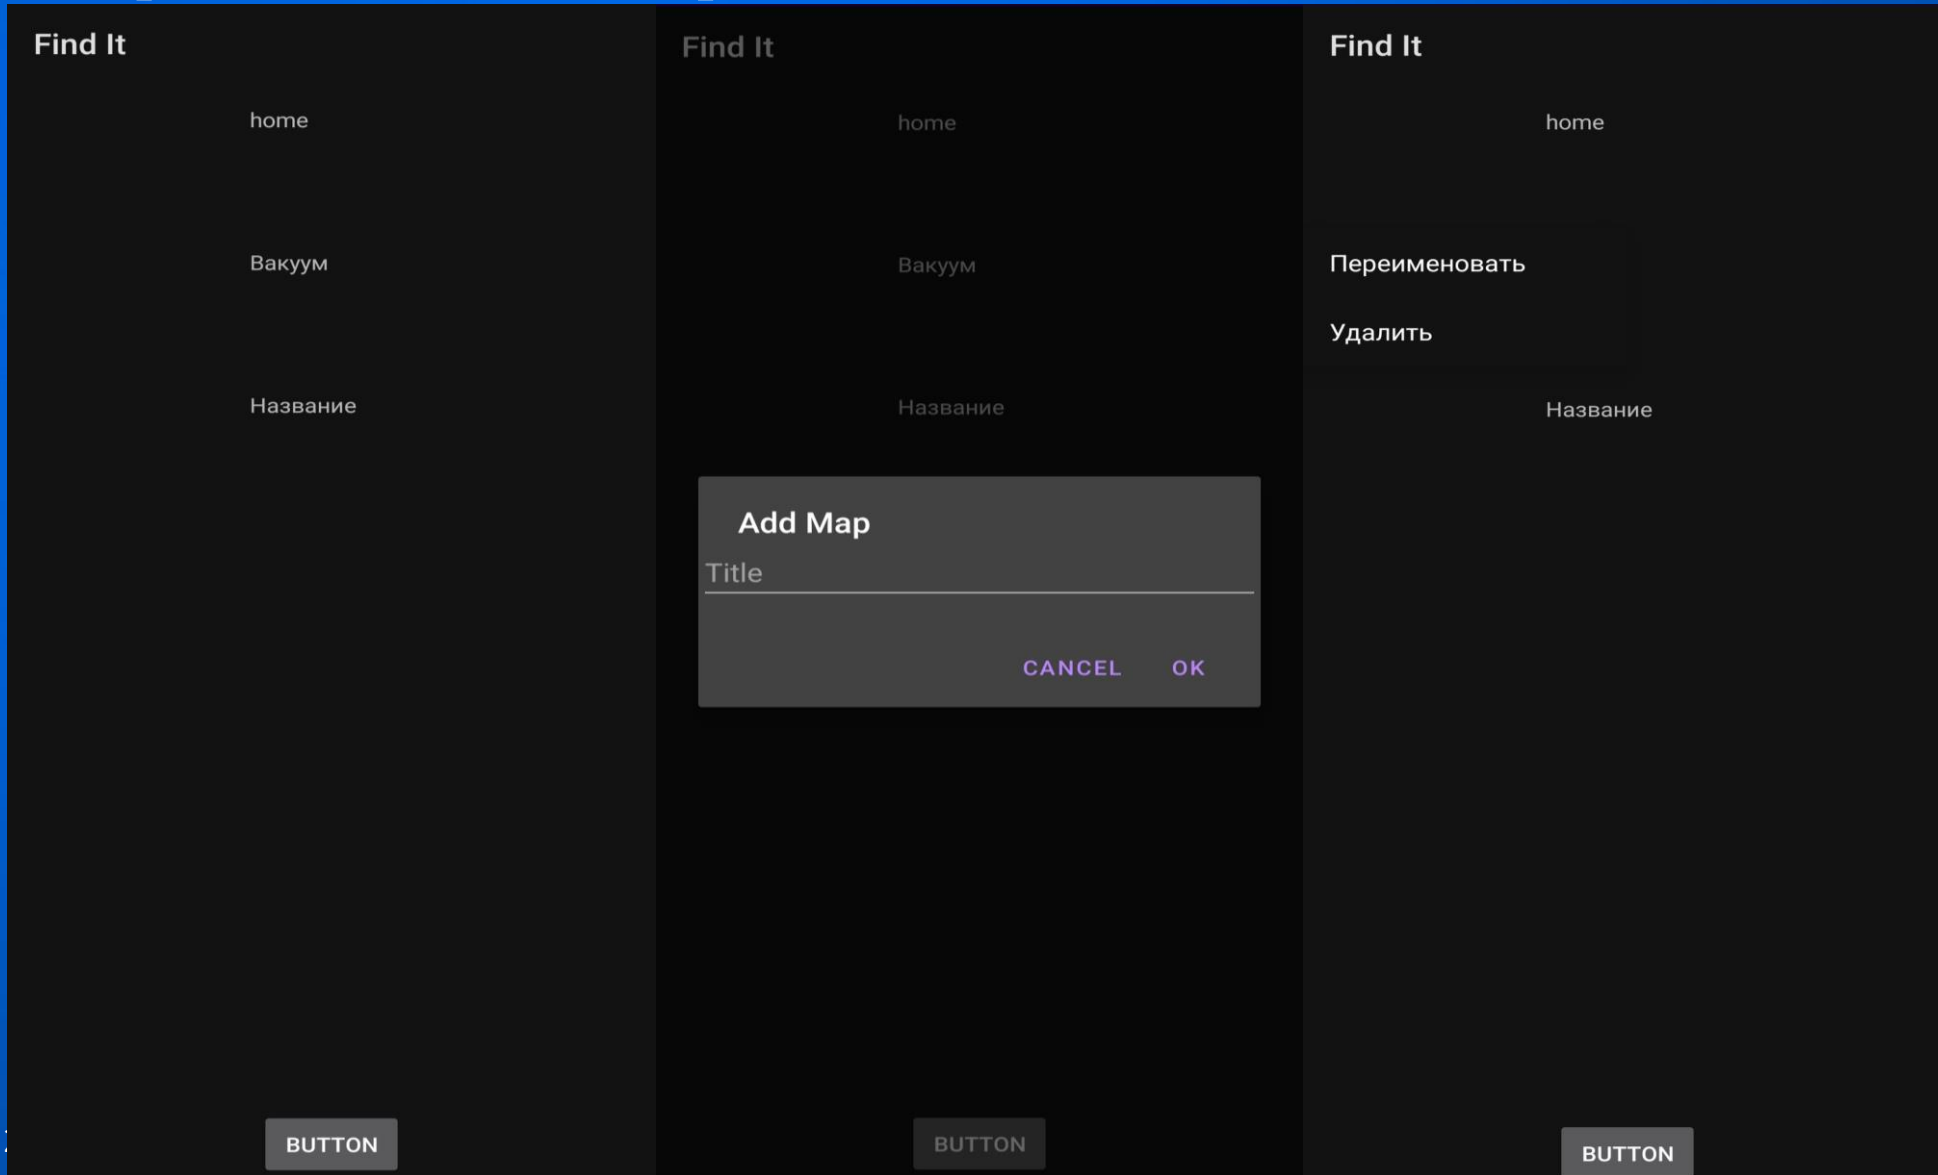 Find It
home
Вакуум
Название
BUTTON
Find It
home
Вакуум
Название
Add Map
Title
CANCEL OK
BUTTON
Find It
home
Переименовать
Удалить
Название
BUTTON